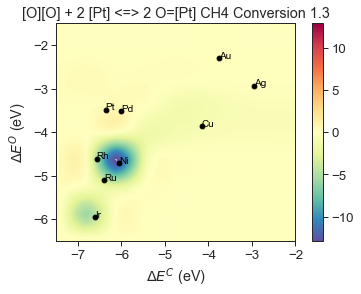 [O][O] + 2 [Pt] <=> 2 O=[Pt] CH4 Conversion 1.3
−2
−3
−4
−5
−6
ΔE^O (eV)
Au
Ag
Pt
Pd
Cu
Rh
Ni
Ru
Ir
−7
−6
−5
−4
−3
−2
ΔE^C (eV)
10
5
0
−5
−10